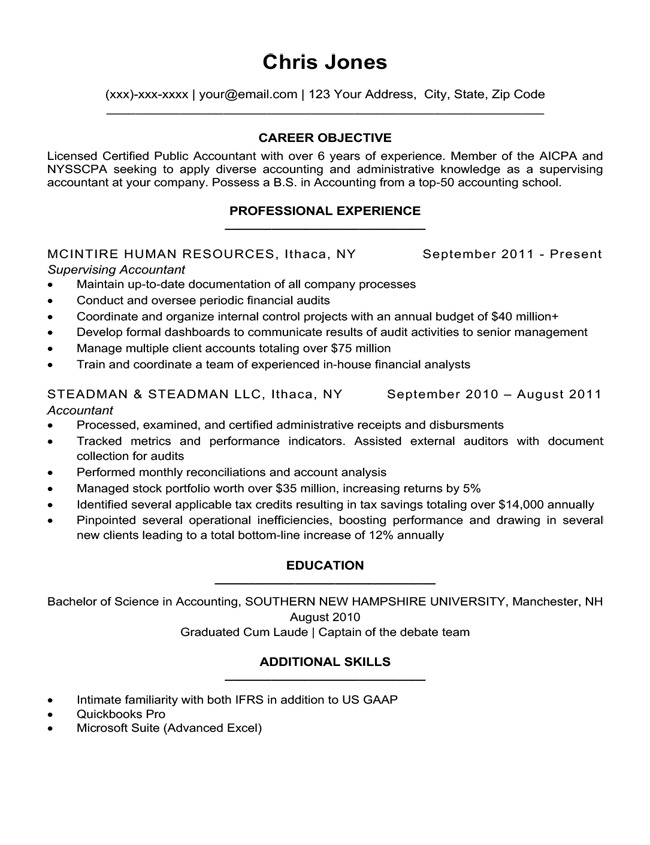 Chris Jones
(xxx)-xxx-xxxx | your@email.com | 123 Your Address,  City, State, Zip Code
CAREER OBJECTIVE
Licensed Certified Public Accountant with over 6 years of experience. Member of the AICPA and
NYSSCPA seeking to apply diverse accounting and administrative knowledge as a supervising
accountant at your company. Possess a B.S. in Accounting from a top-50 accounting school.
PROFESSIONAL EXPERIENCE
MCINTIRE HUMAN RESOURCES, Ithaca, NY September 2011 - Present
Supervising Accountant
• Maintain up-to-date documentation of all company processes
• Conduct and oversee periodic financial audits
• Coordinate and organize internal control projects with an annual budget of $40 million+
• Develop formal dashboards to communicate results of audit activities to senior management
• Manage multiple client accounts totaling over $75 million
• Train and coordinate a team of experienced in-house financial analysts
STEADMAN & STEADMAN LLC, Ithaca, NY September 2010 – August 2011
Accountant
• Processed, examined, and certified administrative receipts and disbursments
• Tracked metrics and performance indicators. Assisted external auditors with document
collection for audits
• Performed monthly reconciliations and account analysis
• Managed stock portfolio worth over $35 million, increasing returns by 5%
• Identified several applicable tax credits resulting in tax savings totaling over $14,000 annually
• Pinpointed several operational inefficiencies, boosting performance and drawing in several
new clients leading to a total bottom-line increase of 12% annually
EDUCATION
Bachelor of Science in Accounting, SOUTHERN NEW HAMPSHIRE UNIVERSITY, Manchester, NH
August 2010
Graduated Cum Laude | Captain of the debate team
ADDITIONAL SKILLS
• Intimate familiarity with both IFRS in addition to US GAAP
• Quickbooks Pro
• Microsoft Suite (Advanced Excel)